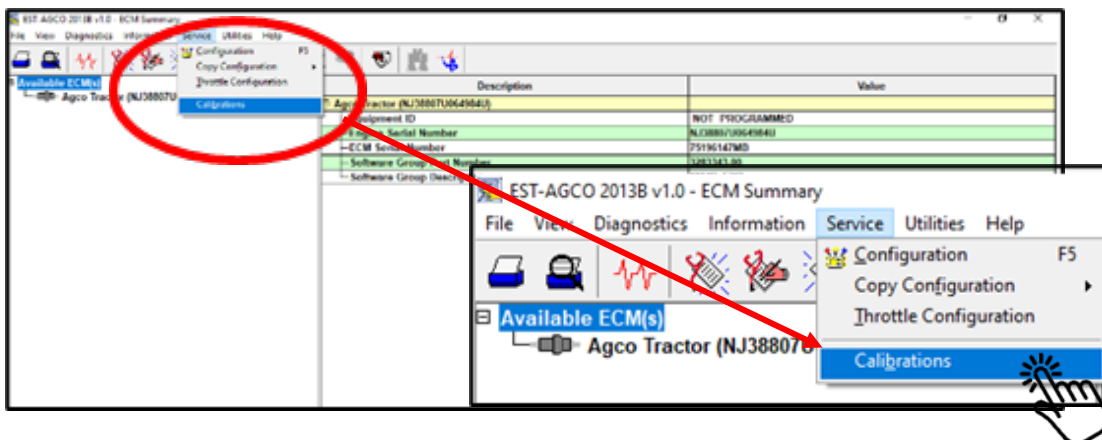 EST AGCO 2013B v1.0 - ECM Summary
File View Diagnostics Information Service Utilities Help
Configuration F5
Copy Configuration
Throttle Configuration
Calibrations
Available ECM(s)
Agco Tractor (NJ38807U
Description Value
Agco Tractor (NJ38807U064984U)
Equipment ID NOT PROGRAMMED
Engine Serial Number NJ38807U064984U
ECM Serial Number 75196147MD
Software Group Part Number 3283343.00
Software Group
EST-AGCO 2013B v1.0 - ECM Summary
File View Diagnostics Information Service Utilities Help
Configuration F5
Copy Configuration
Throttle Configuration
Calibrations
Available ECM(s)
Agco Tractor (NJ38807U